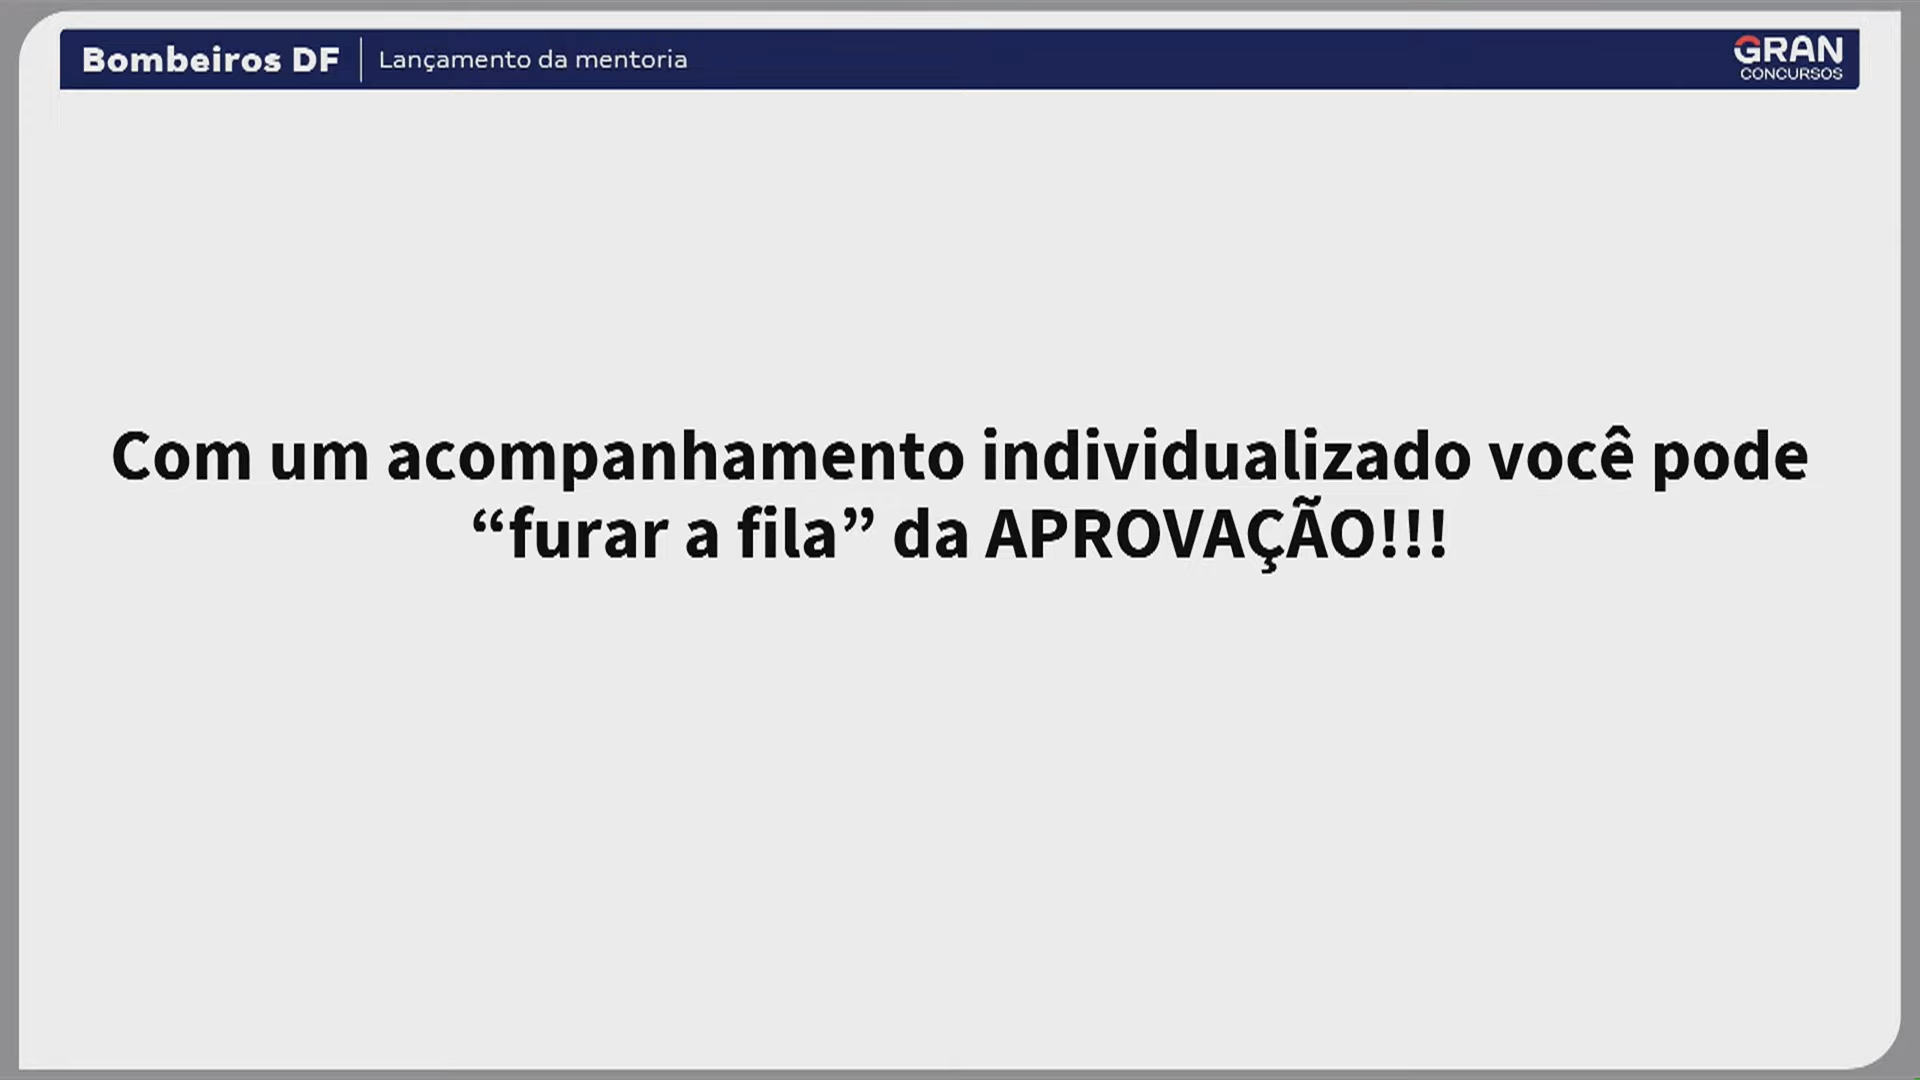 Bombeiros DF | Lançamento da mentoria
GRAN
CONCURSOS
Com um acompanhamento individualizado você pode
“furar a fila” da APROVAÇÃO!!!